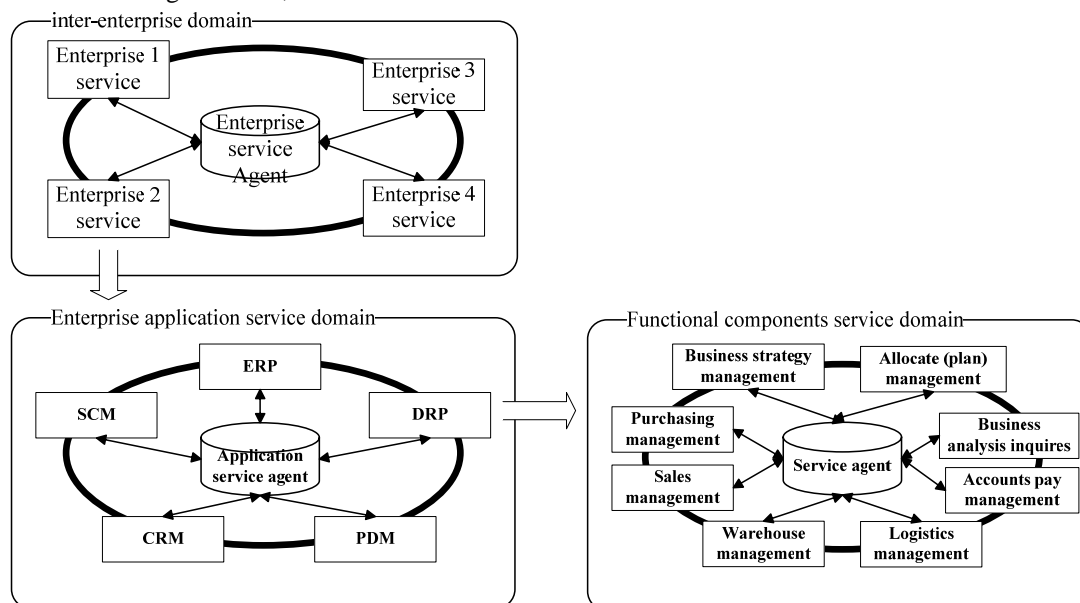 inter-enterprise domain
Enterprise 1
service
Enterprise 3
service
Enterprise
service
Agent
Enterprise 2
service
Enterprise 4
service
Enterprise application service domain
ERP
SCM
DRP
Application
service agent
CRM
PDM
Functional components service domain
Business strategy
management
Allocate (plan)
management
Purchasing
management
Business
analysis inquires
Service agent
Sales
management
Accounts pay
management
Warehouse
management
Logistics
management